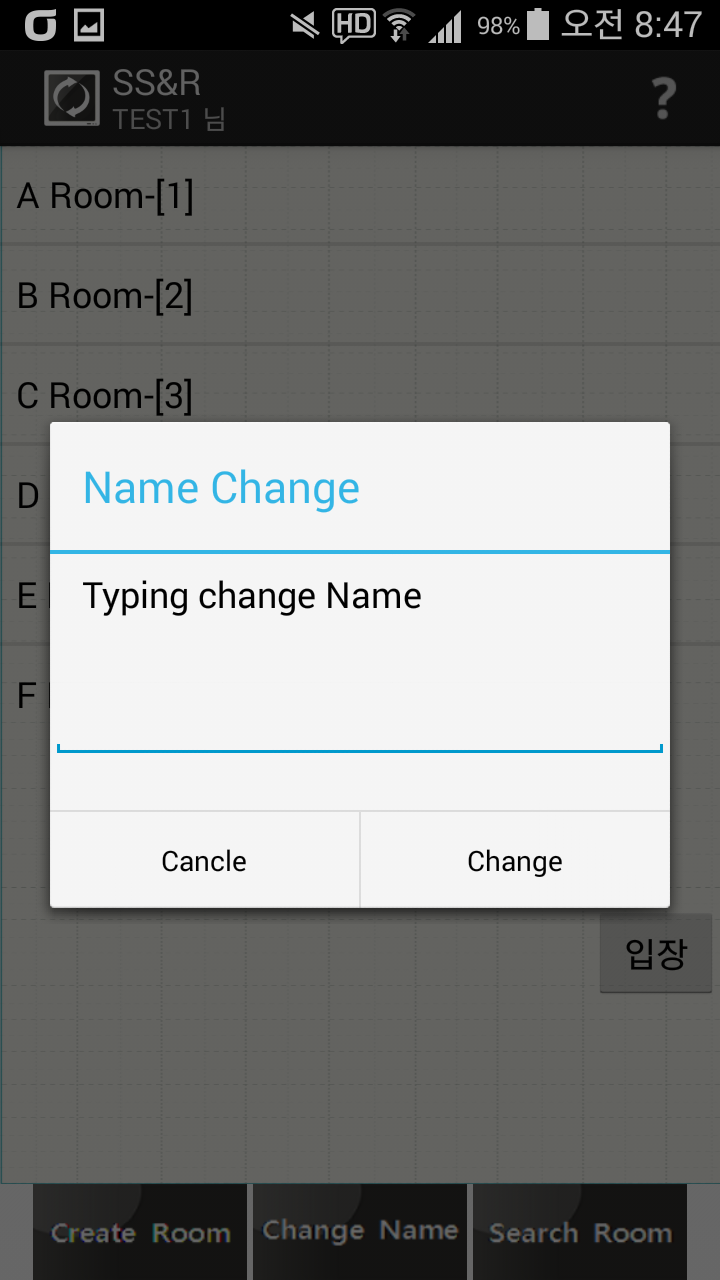 HD 98% 오전 8:47
SS&R
TEST1 님
?
A Room-[1]
B Room-[2]
C Room-[3]
D
E
F
Name Change
Typing change Name
Cancle
Change
입장
Create Room
Change Name
Search Room